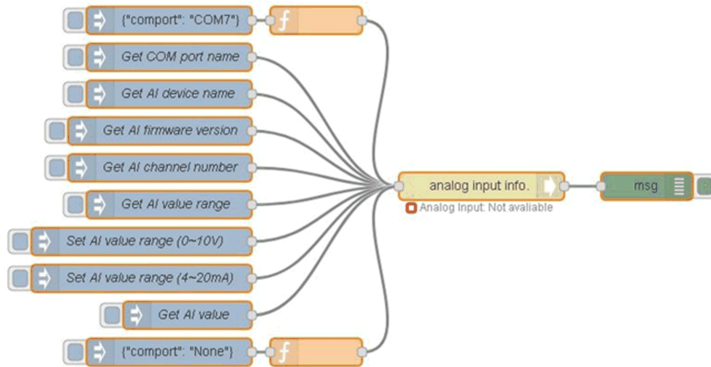 {"comport": "COM7"}
Get COM port name
Get AI device name
Get AI firmware version
Get AI channel number
Get AI value range
Set AI value range (0~10V)
Set AI value range (4~20mA)
Get AI value
{"comport": "None"}
analog input info.
Analog Input: Not avaliable
msg